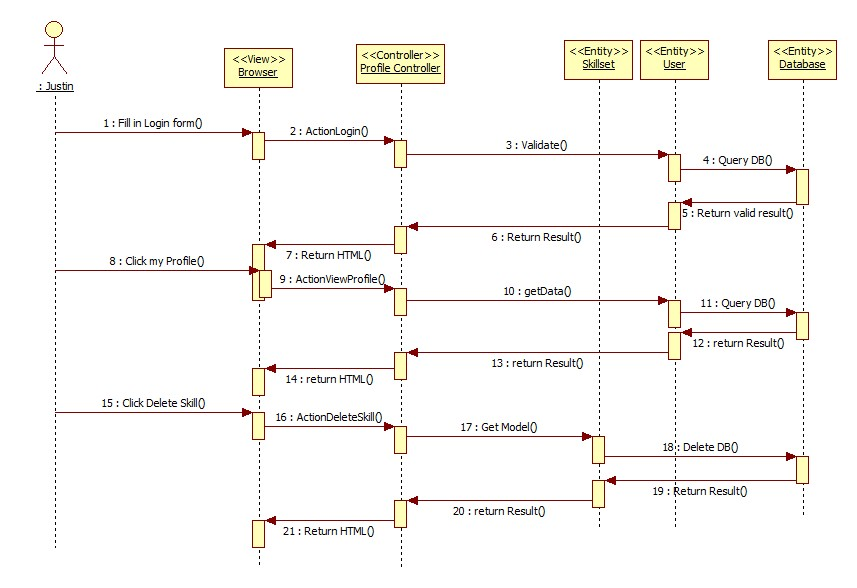 <<View>>
Browser
<<Controller>>
Profile Controller
<<Entity>>
Skillset
<<Entity>>
User
<<Entity>>
Database
: Justin
1 : Fill in Login form()
2 : ActionLogin()
3 : Validate()
4 : Query DB()
5 : Return valid result()
6 : Return Result()
7 : Return HTML()
8 : Click my Profile()
9 : ActionViewProfile()
10 : getData()
11 : Query DB()
12 : return Result()
13 : return Result()
14 : return HTML()
15 : Click Delete Skill()
16 : ActionDeleteSkill()
17 : Get Model()
18 : Delete DB()
19 : Return Result()
20 : return Result()
21 : Return HTML()